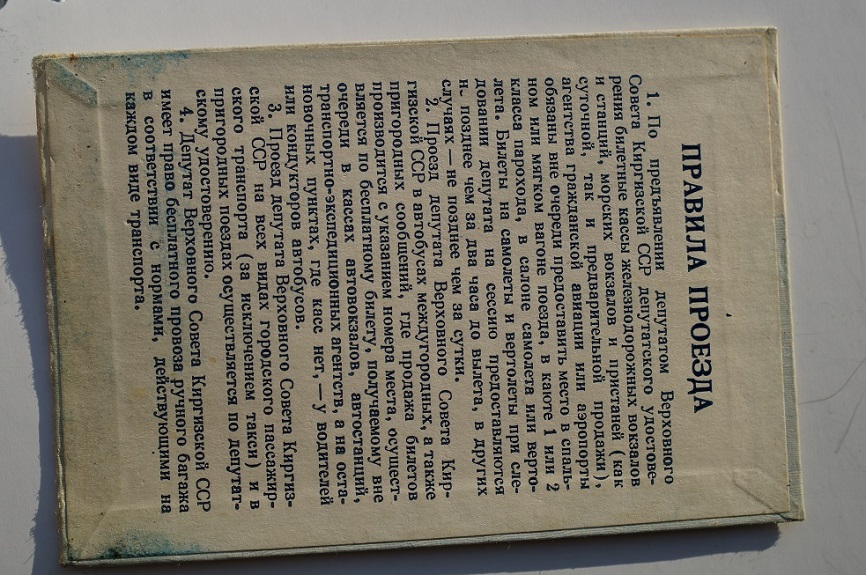 ПРАВИЛА ПРОЕЗДА
1. По предъявлении депутатом Верховного
Совета Киргизской ССР депутатского удостове-
рения билетные кассы железнодорожных вокзалов
и станций, морских вокзалов и пристаней (как
суточной, так и предварительной продажи),
агентства гражданской авиации или аэропорты
обязаны вне очереди предоставить место в спаль-
ном или мягком вагоне поезда, в каюте 1 или 2
класса парохода, в салоне самолета или верто-
лета. Билеты на самолеты и вертолеты при сле-
довании депутата на сессию предоставляются
н. позднее чем за два часа до вылета, в других
случаях — не позднее чем за сутки.
2. Проезд депутата Верховного Совета Кир-
гизской ССР в автобусах междугородных, а также
пригородных сообщений, где продажа билетов
производится с указанием номера места, осущест-
вляется по бесплатному билету, получаемому вне
очереди в кассах автовокзалов, автостанций,
транспортно-экспедиционных агентств, а на оста-
новочных пунктах, где касс нет, — у водителей
или кондукторов автобусов.
3. Проезд депутата Верховного Совета Киргиз-
ской ССР на всех видах городского пассажир-
ского транспорта (за исключением такси) и в
пригородных поездах осуществляется по депутат-
скому удостоверению.
4. Депутат Верховного Совета Киргизской ССР
имеет право бесплатного провоза ручного багажа
в соответствии с нормами, действующими на
каждом виде транспорта.